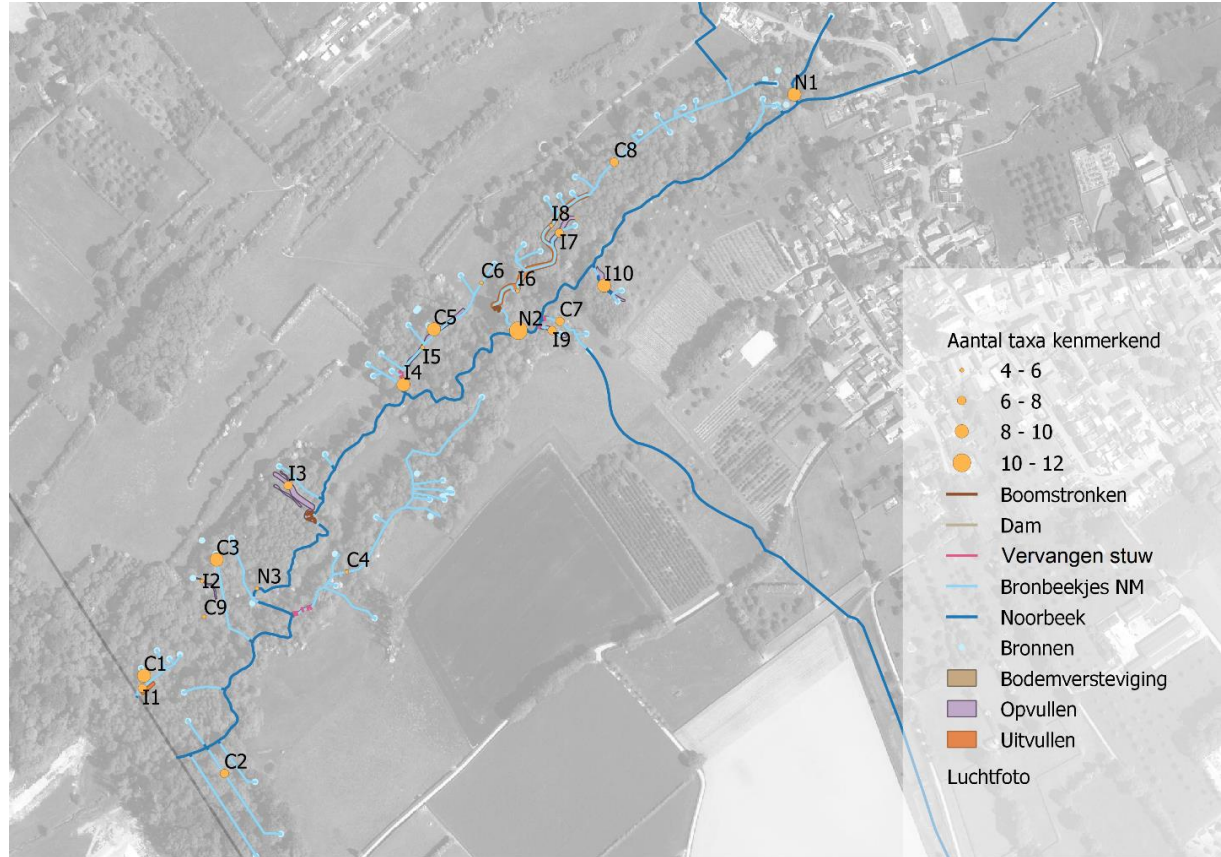 N1
C8
I8
I7
C6
I6
I10
C5
N2
C7
I9
I5
I4
I3
C3
I2
N3
C4
C9
C1
I1
C2
Aantal taxa kenmerkend
4 - 6
6 - 8
8 - 10
10 - 12
Boomstronken
Dam
Vervangen stuw
Bronbeekjes NM
Noorbeek
Bronnen
Bodemversteviging
Opvullen
Uitvullen
Luchtfoto